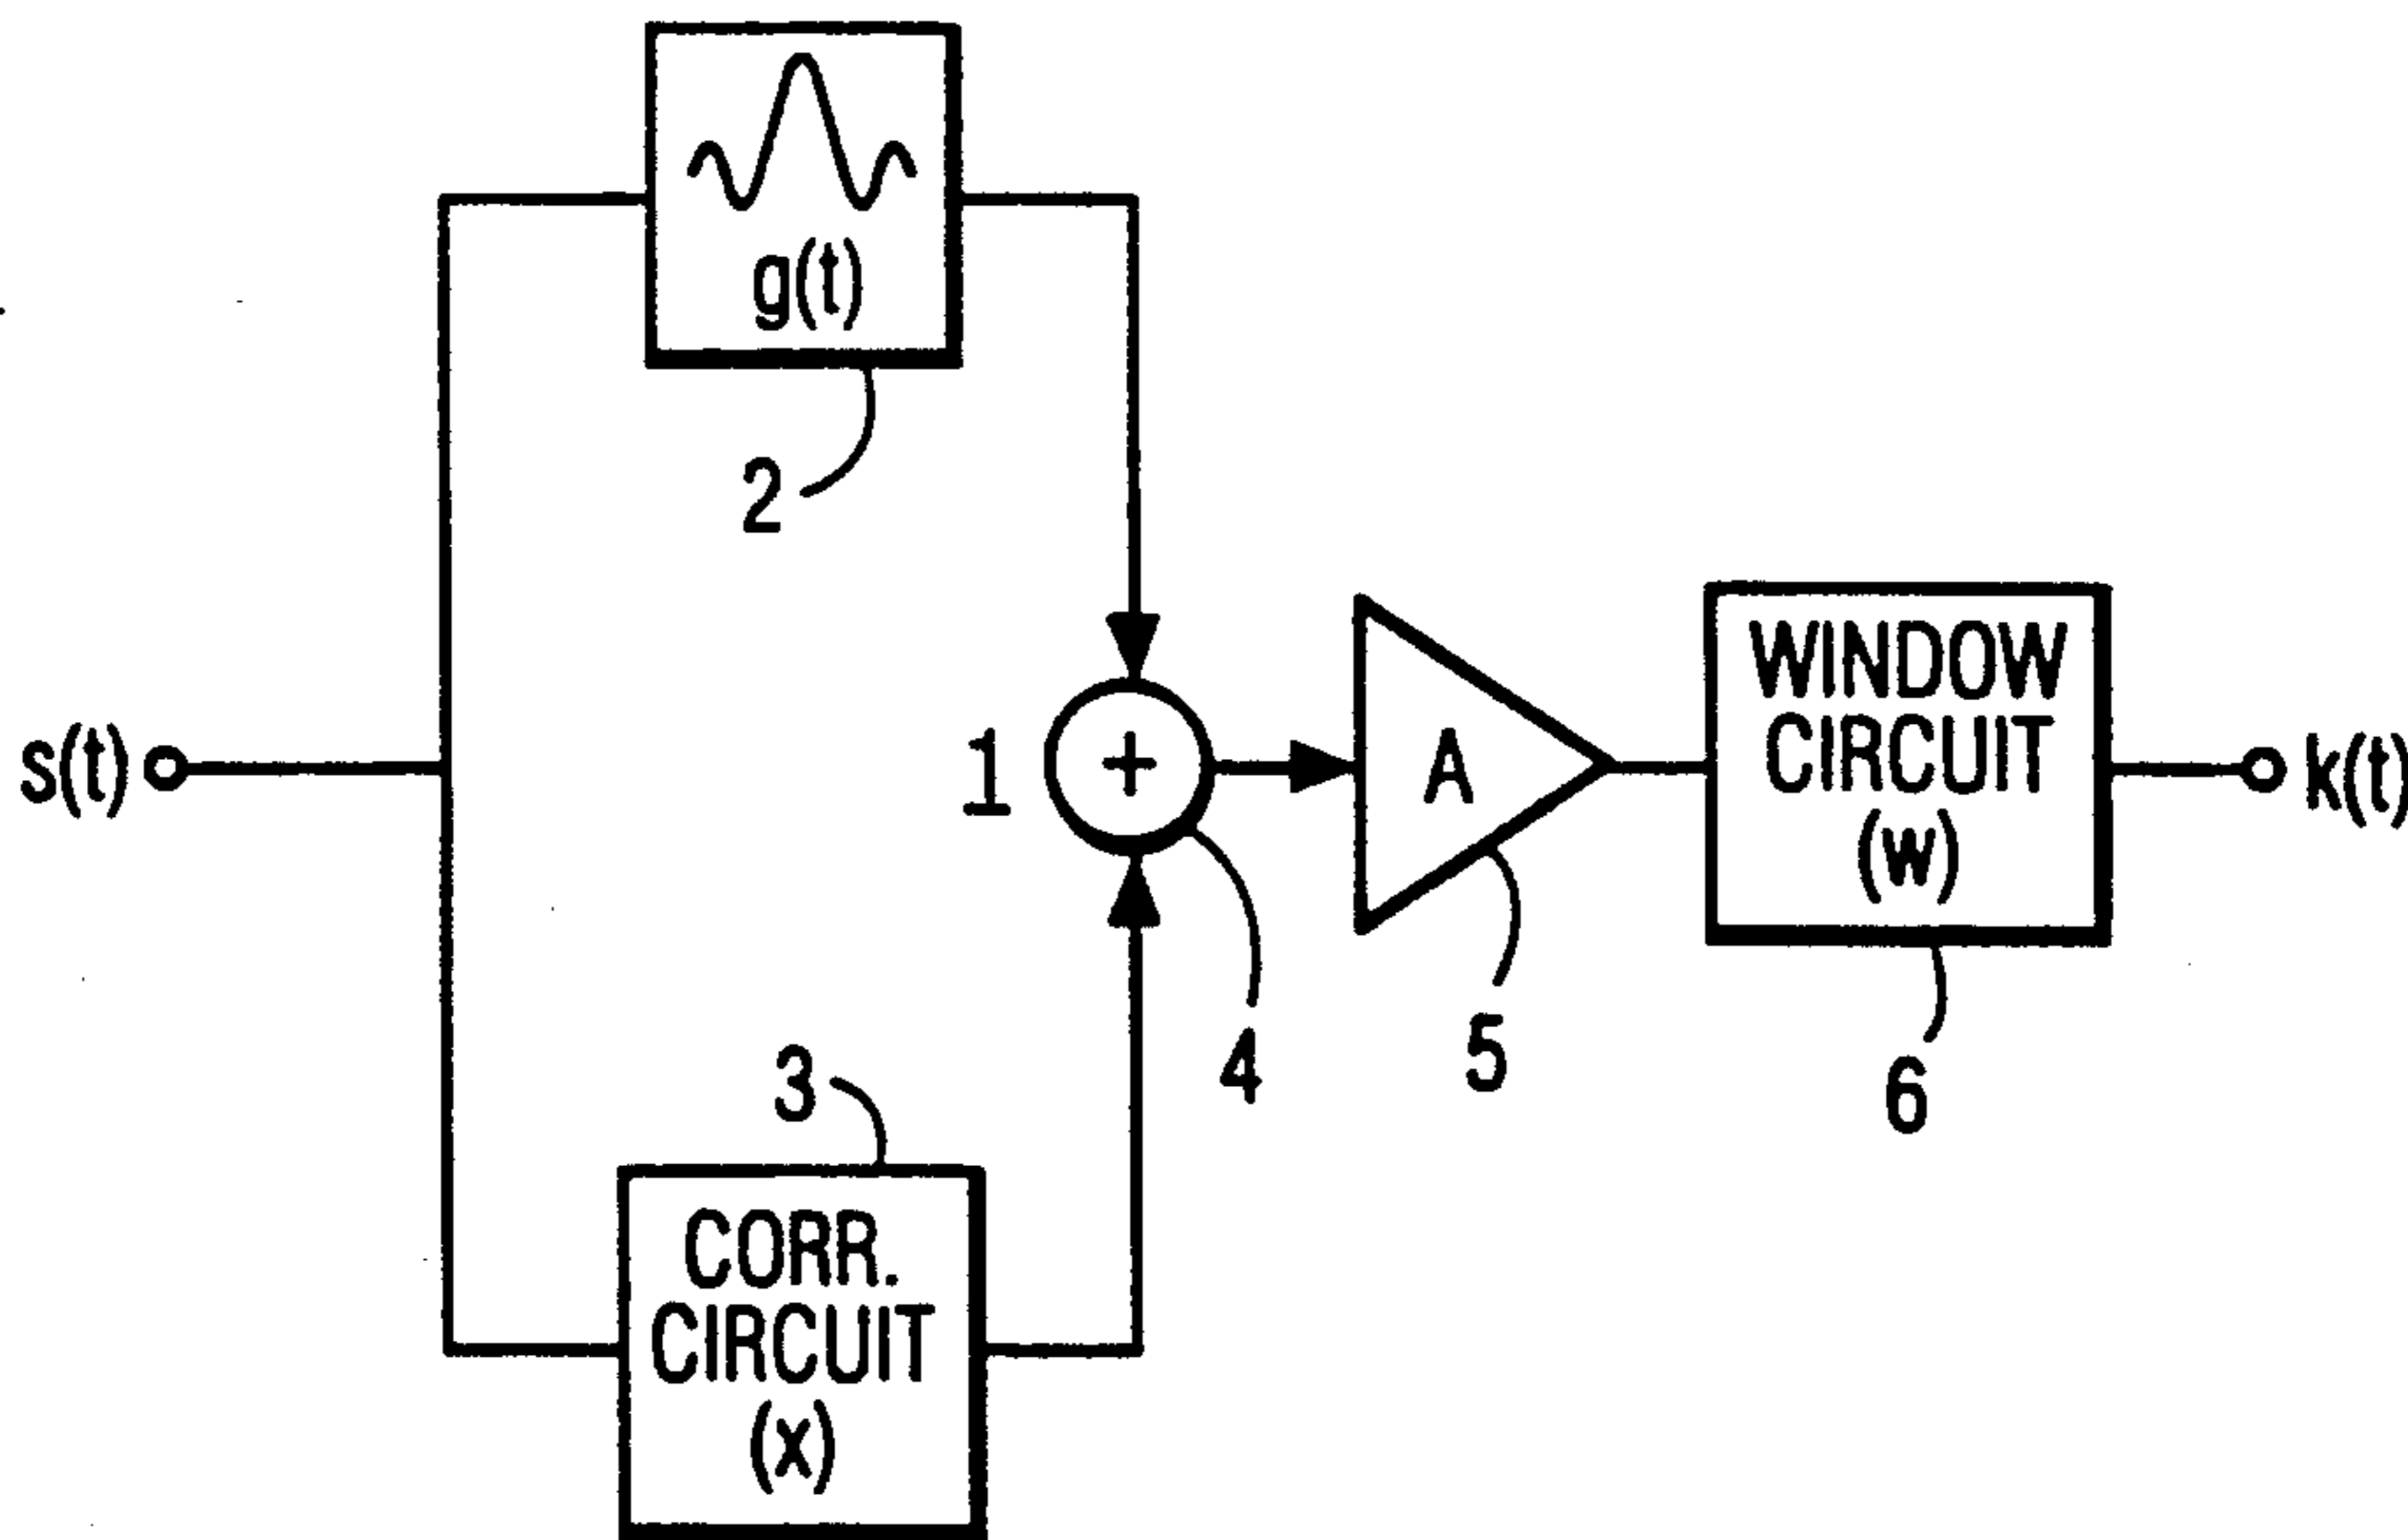 g(t)
2
s(t)
1
+
A
WINDOW
CIRCUIT
(W)
k(t)
3
4
5
6
CORR.
CIRCUIT
(X)